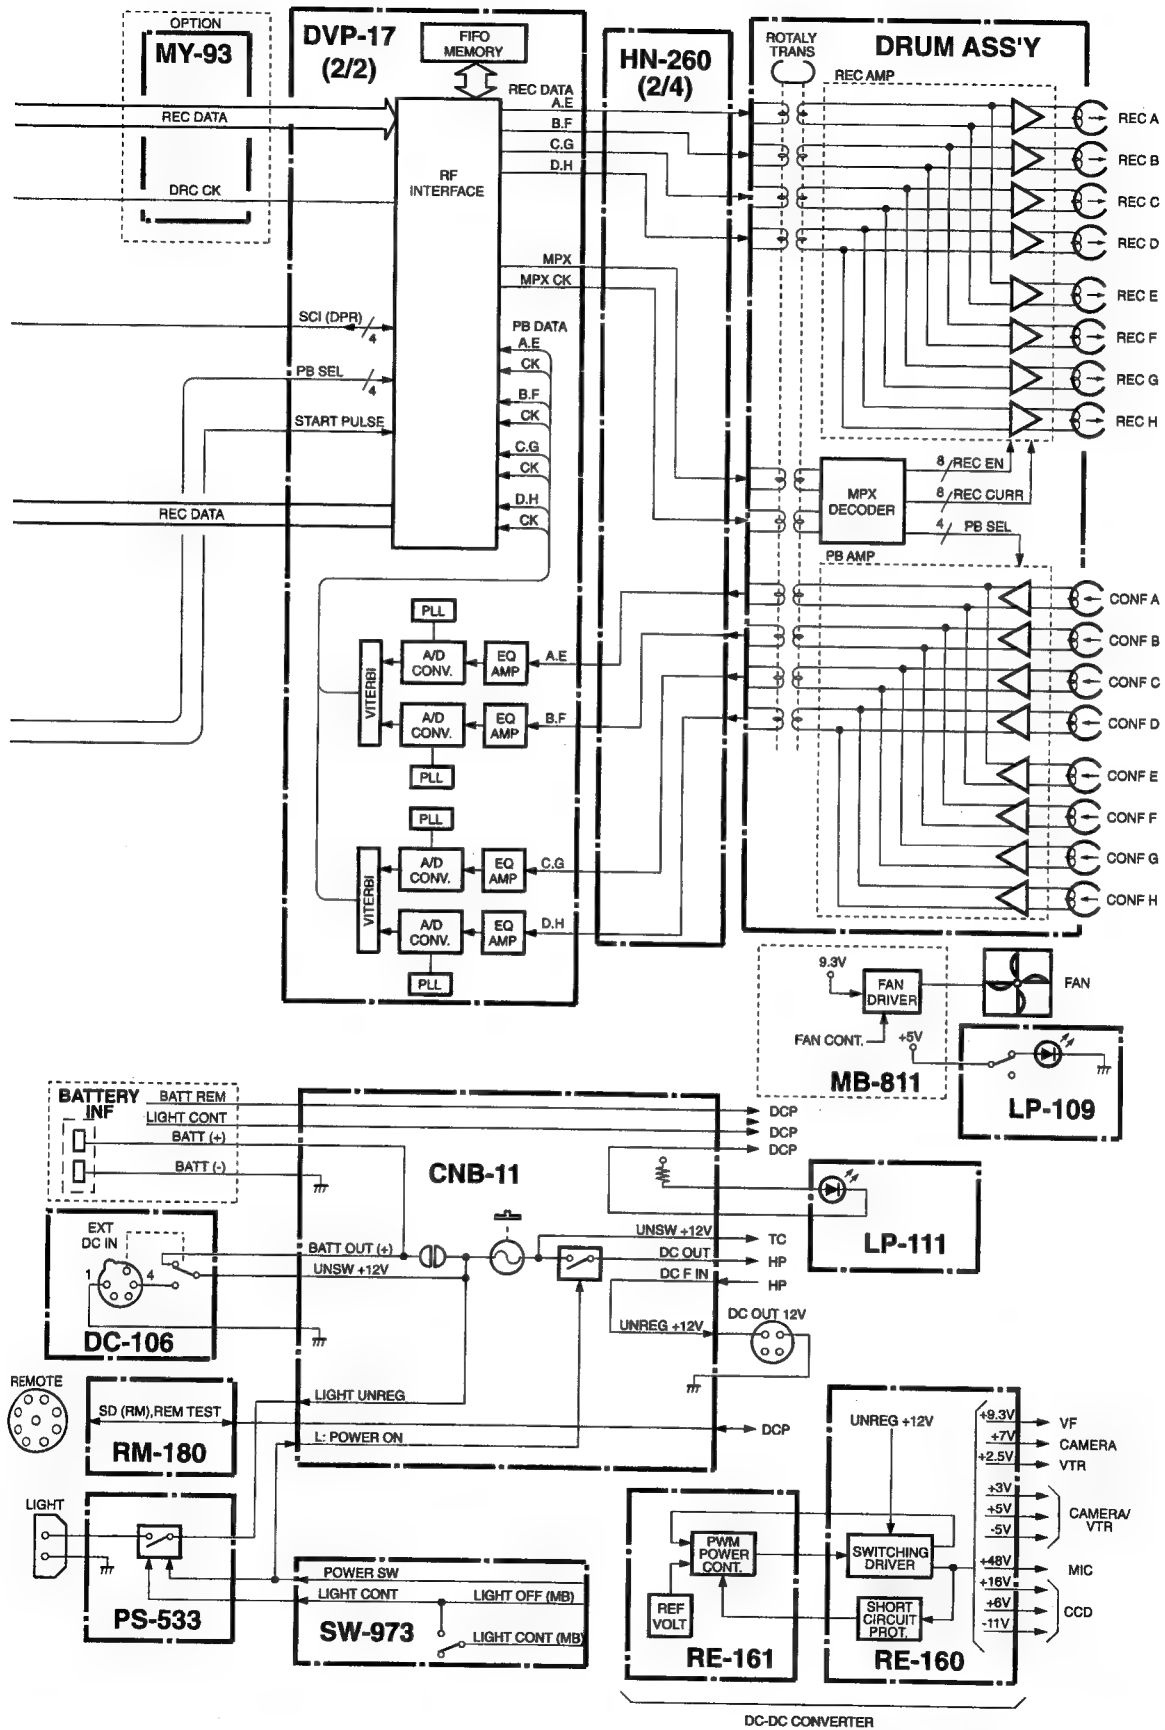 OPTION
MY-93
REC DATA
DRC CK
SCI (DPR)
4
PB SEL
4
START PULSE
REC DATA
DVP-17
(2/2)
FIFO
MEMORY
RF
INTERFACE
REC DATA
A.E
B.F
C.G
D.H
MPX
MPX CK
PB DATA
A.E
CK
B.F
CK
C.G
CK
D.H
CK
PLL
VITERBI
A/D
CONV.
EQ
AMP
A.E
A/D
CONV.
EQ
AMP
B.F
PLL
PLL
VITERBI
A/D
CONV.
EQ
AMP
C.G
A/D
CONV.
EQ
AMP
D.H
PLL
HN-260
(2/4)
ROTALY
TRANS
DRUM ASS'Y
REC AMP
REC A
REC B
REC C
REC D
REC E
REC F
REC G
REC H
MPX
DECODER
8
REC EN
8
REC CURR
4
PB SEL
PB AMP
CONF A
CONF B
CONF C
CONF D
CONF E
CONF F
CONF G
CONF H
9.3V
FAN
DRIVER
FAN
FAN CONT.
+5V
MB-811
LP-109
BATTERY
INF
BATT REM
LIGHT CONT
BATT (+)
BATT (-)
CNB-11
DCP
DCP
DCP
LP-111
EXT
DC IN
1
4
DC-106
BATT OUT (+)
UNSW +12V
UNSW +12V
TC
DC OUT
HP
DC F IN
HP
UNREG +12V
DC OUT 12V
LIGHT UNREG
L: POWER ON
DCP
REMOTE
SD (RM),REM TEST
RM-180
LIGHT
PS-533
POWER SW
LIGHT CONT
LIGHT OFF (MB)
LIGHT CONT (MB)
SW-973
UNREG +12V
PWM
POWER
CONT.
REF
VOLT
RE-161
SWITCHING
DRIVER
SHORT
CIRCUIT
PROT.
RE-160
+9.3V
VF
+7V
CAMERA
+2.5V
VTR
+3V
+5V
-5V
CAMERA/
VTR
+48V
MIC
+16V
+6V
-11V
CCD
DC-DC CONVERTER